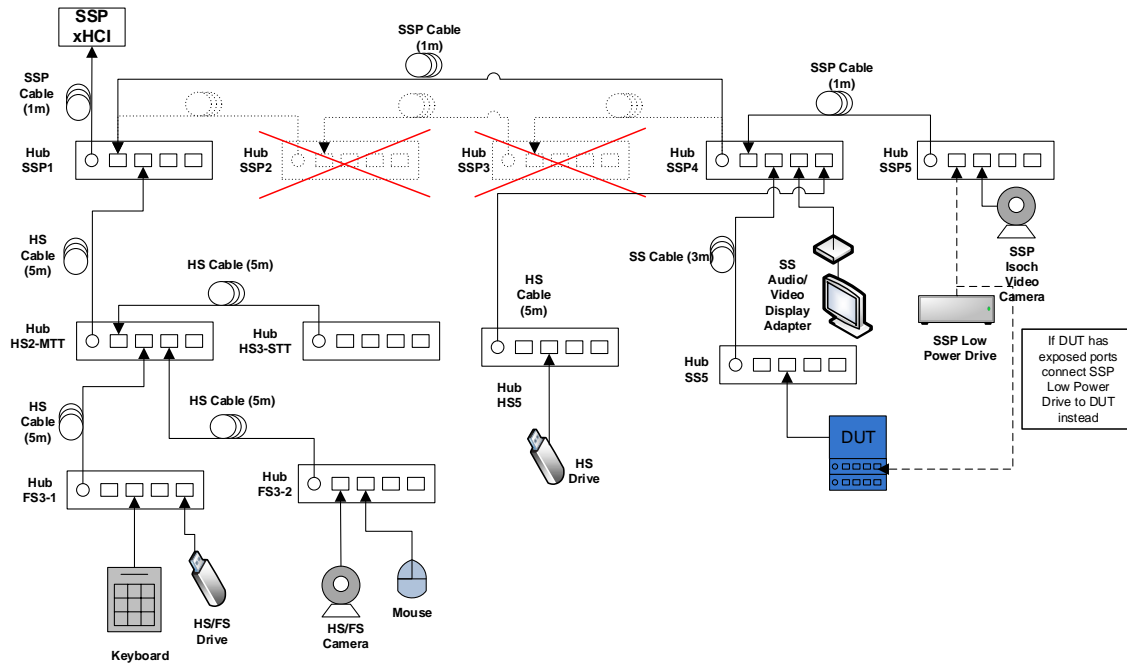 SSP
xHCI
SSP
Cable
(1m)
SSP Cable
(1m)
SSP Cable
(1m)
Hub
SSP1
Hub
SSP2
Hub
SSP3
Hub
SSP4
Hub
SSP5
HS
Cable
(5m)
HS Cable (5m)
HS
Cable
(5m)
SS Cable (3m)
SS
Audio/
Video
Display
Adapter
SSP
Isoch
Video
Camera
SSP Low
Power Drive
If DUT has
exposed ports
connect SSP
Low Power
Drive to DUT
instead
Hub
HS2-MTT
Hub
HS3-STT
Hub
HS5
Hub
SS5
HS
Cable
(5m)
HS Cable (5m)
HS
Drive
DUT
Hub
FS3-1
Hub
FS3-2
Keyboard
HS/FS
Drive
HS/FS
Camera
Mouse